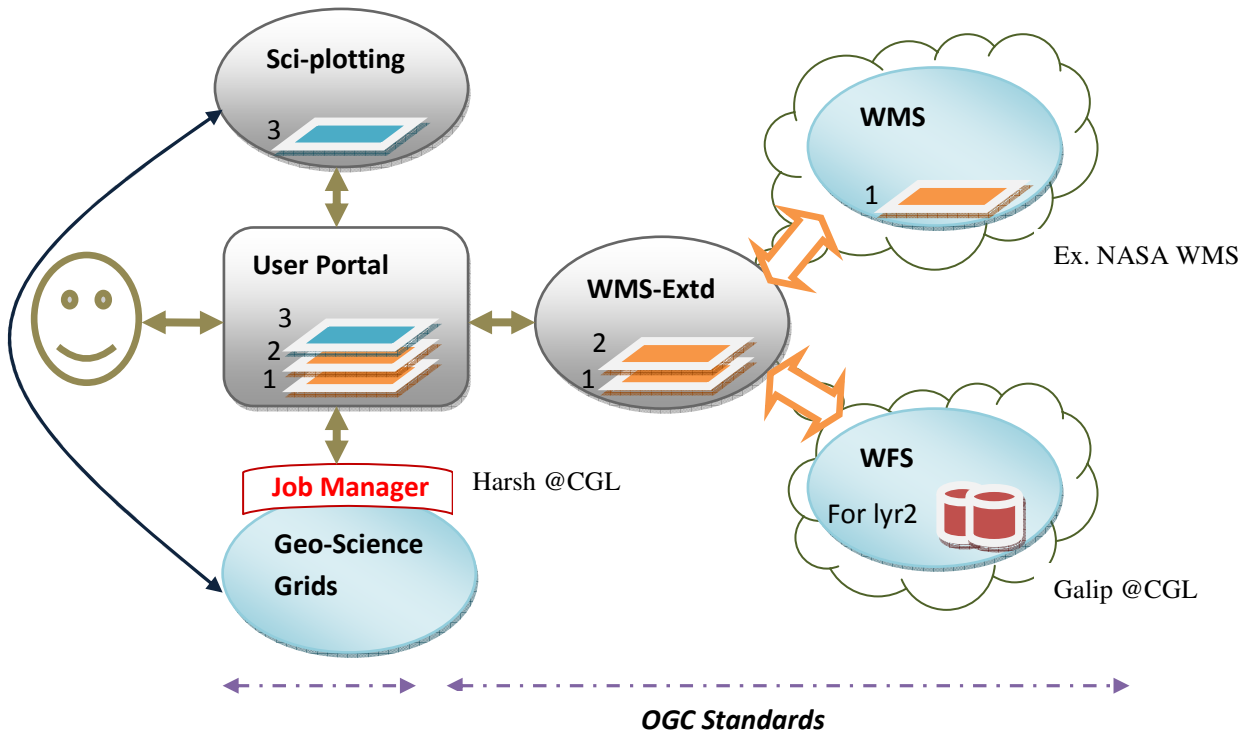 Sci-plotting
3
User Portal
3
2
1
Job Manager
Harsh @CGL
Geo-Science
Grids
WMS-Extd
2
1
WMS
1
Ex. NASA WMS
WFS
For lyr2
Galip @CGL
OGC Standards